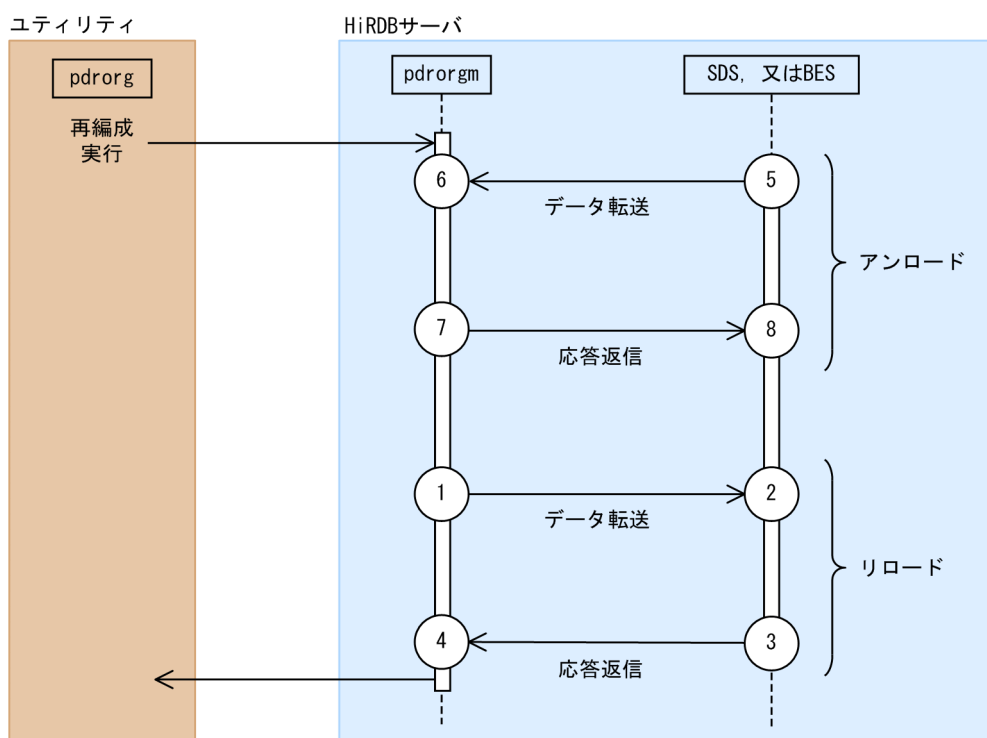 ユティリティ
HiRDBサーバ
pdrorg
pdrorgm
SDS，又はBES
再編成
実行
6
5
データ転送
アンロード
7
8
応答返信
1
2
データ転送
リロード
4
3
応答返信